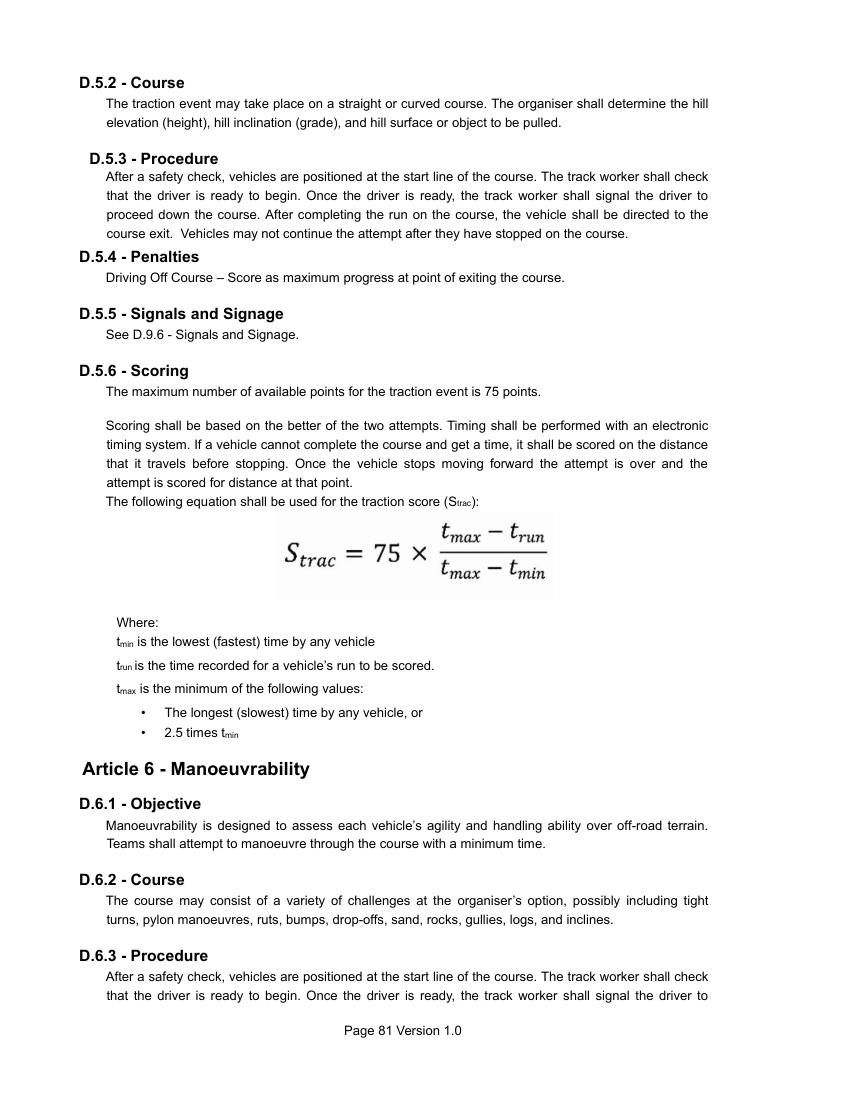 D.5.2 - Course
The traction event may take place on a straight or curved course. The organiser shall determine the hill
elevation (height), hill inclination (grade), and hill surface or object to be pulled.
D.5.3 - Procedure
After a safety check, vehicles are positioned at the start line of the course. The track worker shall check
that the driver is ready to begin. Once the driver is ready, the track worker shall signal the driver to
proceed down the course. After completing the run on the course, the vehicle shall be directed to the
course exit.  Vehicles may not continue the attempt after they have stopped on the course.
D.5.4 - Penalties
Driving Off Course – Score as maximum progress at point of exiting the course.
D.5.5 - Signals and Signage
See D.9.6 - Signals and Signage.
D.5.6 - Scoring
The maximum number of available points for the traction event is 75 points.
Scoring shall be based on the better of the two attempts. Timing shall be performed with an electronic
timing system. If a vehicle cannot complete the course and get a time, it shall be scored on the distance
that it travels before stopping. Once the vehicle stops moving forward the attempt is over and the
attempt is scored for distance at that point.
The following equation shall be used for the traction score (Strac):
tmax − trun
Strac = 75 ×
tmax − tmin
Where:
tmin is the lowest (fastest) time by any vehicle
trun is the time recorded for a vehicle's run to be scored.
tmax is the minimum of the following values:
• The longest (slowest) time by any vehicle, or
• 2.5 times tmin
Article 6 - Manoeuvrability
D.6.1 - Objective
Manoeuvrability is designed to assess each vehicle's agility and handling ability over off-road terrain.
Teams shall attempt to manoeuvre through the course with a minimum time.
D.6.2 - Course
The course may consist of a variety of challenges at the organiser's option, possibly including tight
turns, pylon manoeuvres, ruts, bumps, drop-offs, sand, rocks, gullies, logs, and inclines.
D.6.3 - Procedure
After a safety check, vehicles are positioned at the start line of the course. The track worker shall check
that the driver is ready to begin. Once the driver is ready, the track worker shall signal the driver to
Page 81 Version 1.0